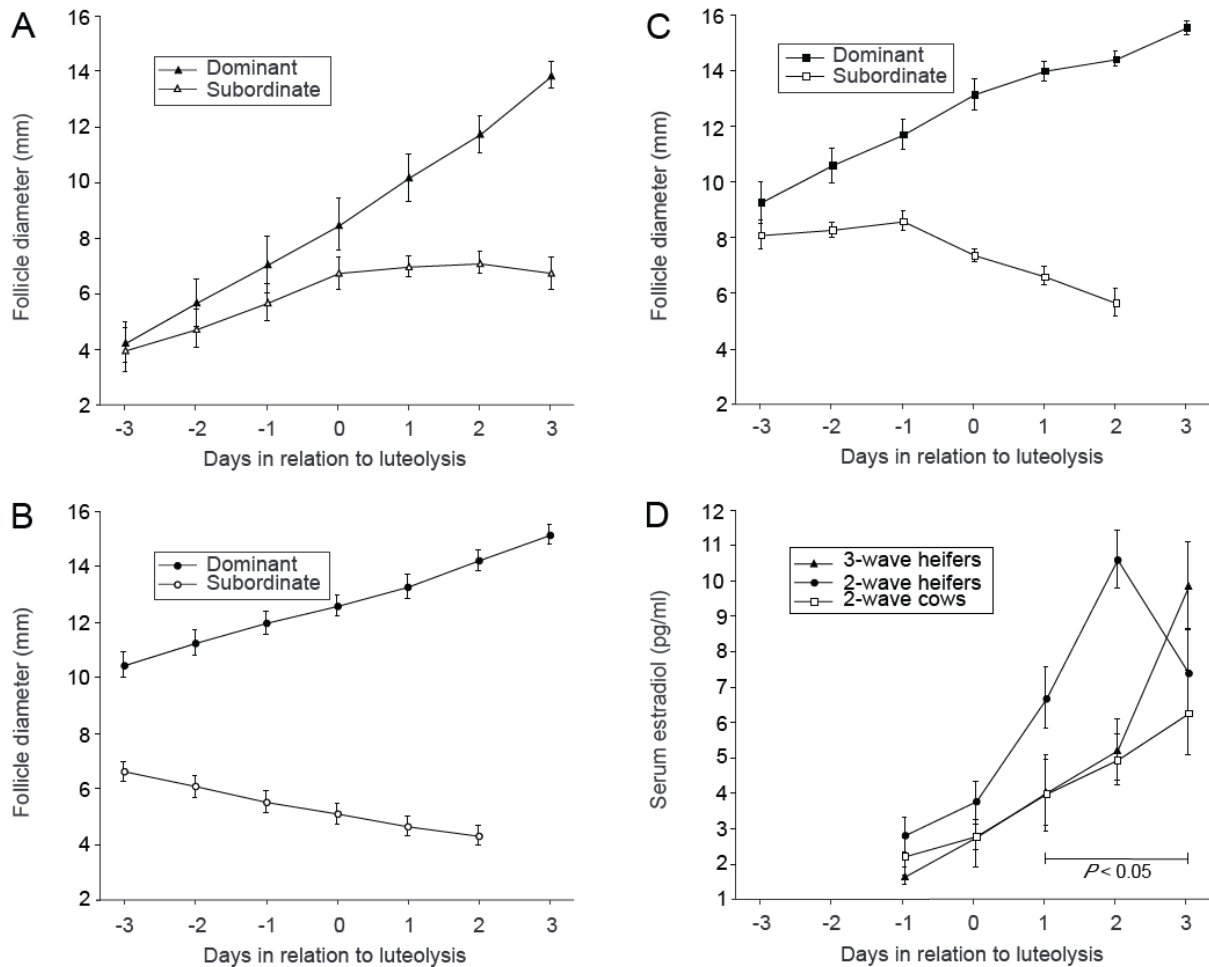 A
16
14
12
10
8
6
4
2
Follicle diameter (mm)
Dominant
Subordinate
-3 -2 -1 0 1 2 3
Days in relation to luteolysis
B
16
14
12
10
8
6
4
2
Follicle diameter (mm)
Dominant
Subordinate
-3 -2 -1 0 1 2 3
Days in relation to luteolysis
C
16
14
12
10
8
6
4
2
Follicle diameter (mm)
Dominant
Subordinate
-3 -2 -1 0 1 2 3
Days in relation to luteolysis
D
12
11
10
9
8
7
6
5
4
3
2
1
Serum estradiol (pg/ml)
3-wave heifers
2-wave heifers
2-wave cows
P < 0.05
-3 -2 -1 0 1 2 3
Days in relation to luteolysis